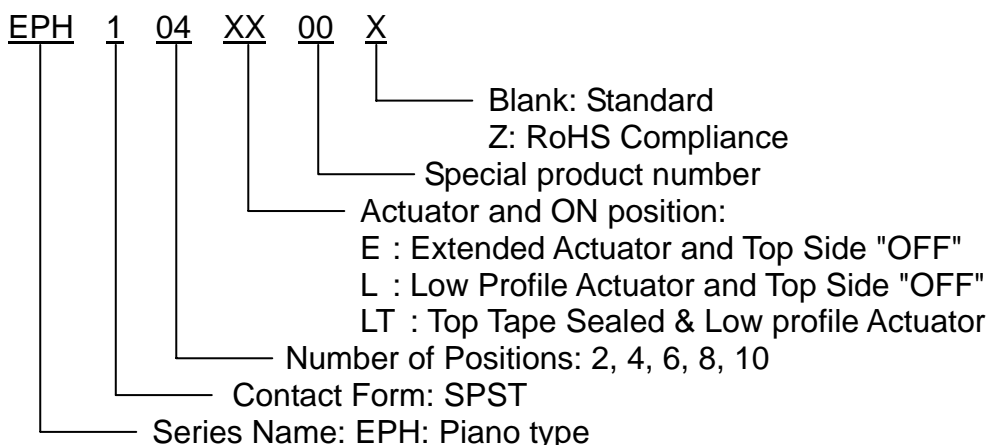 EPH 1 04 XX 00 X
Blank: Standard
Z: RoHS Compliance
Special product number
Actuator and ON position:
E : Extended Actuator and Top Side "OFF"
L : Low Profile Actuator and Top Side "OFF"
LT : Top Tape Sealed & Low profile Actuator
Number of Positions: 2, 4, 6, 8, 10
Contact Form: SPST
Series Name: EPH: Piano type